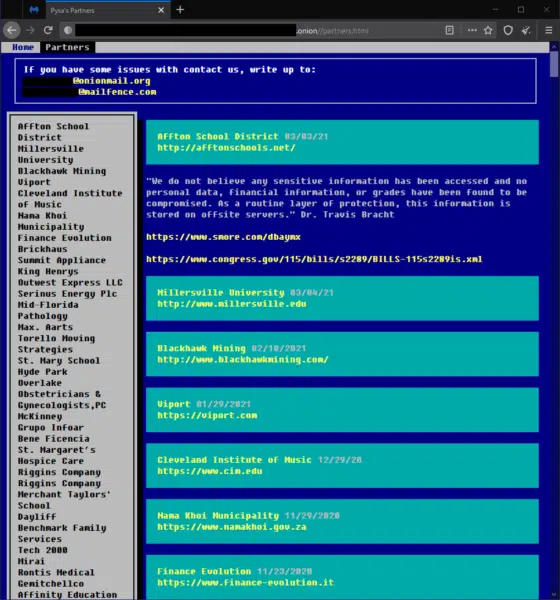 Pysa's Partners
.onion//partners.html
Home Partners
If you have some issues with contact us, write up to:
@onionmail.org
@mailfence.com
Affton School
District
Millersville
University
Blackhawk Mining
Viport
Cleveland Institute
of Music
Nama Khoi
Municipality
Finance Evolution
Brickhaus
Summit Appliance
King Henrys
Outwest Express LLC
Serinus Energy Plc
Mid-Florida
Pathology
Max. Aarts
Torello Moving
Strategies
St. Mary School
Hyde Park
Overlake
Obstetricians &
Gynecologists,PC
McKinney
Grupo Infoar
Bene Ficencia
St. Margaret's
Hospice Care
Riggins Company
Riggins Company
Merchant Taylors'
School
Dayliff
Benchmark Family
Services
Tech 2000
Mirai
Rontis Medical
Gemitchellco
Affinity Education
Affton School District 03/03/21
http://afftonschools.net/
"We do not believe any sensitive information has been accessed and no
personal data, financial information, or grades have been found to be
compromised. As a routine layer of protection, this information is
stored on offsite servers." Dr. Travis Bracht
https://www.smore.com/dbaymx
https://www.congress.gov/115/bills/s2289/BILLS-115s2289is.xml
Millersville University 03/04/21
http://www.millersville.edu
Blackhawk Mining 02/10/2021
http://www.blackhawkmining.com/
Viport 01/29/2021
https://viport.com
Cleveland Institute of Music 12/29/20
https://www.cim.edu
Nama Khoi Municipality 11/29/2020
https://www.namakhoi.gov.za
Finance Evolution 11/23/2020
https://www.finance-evolution.it